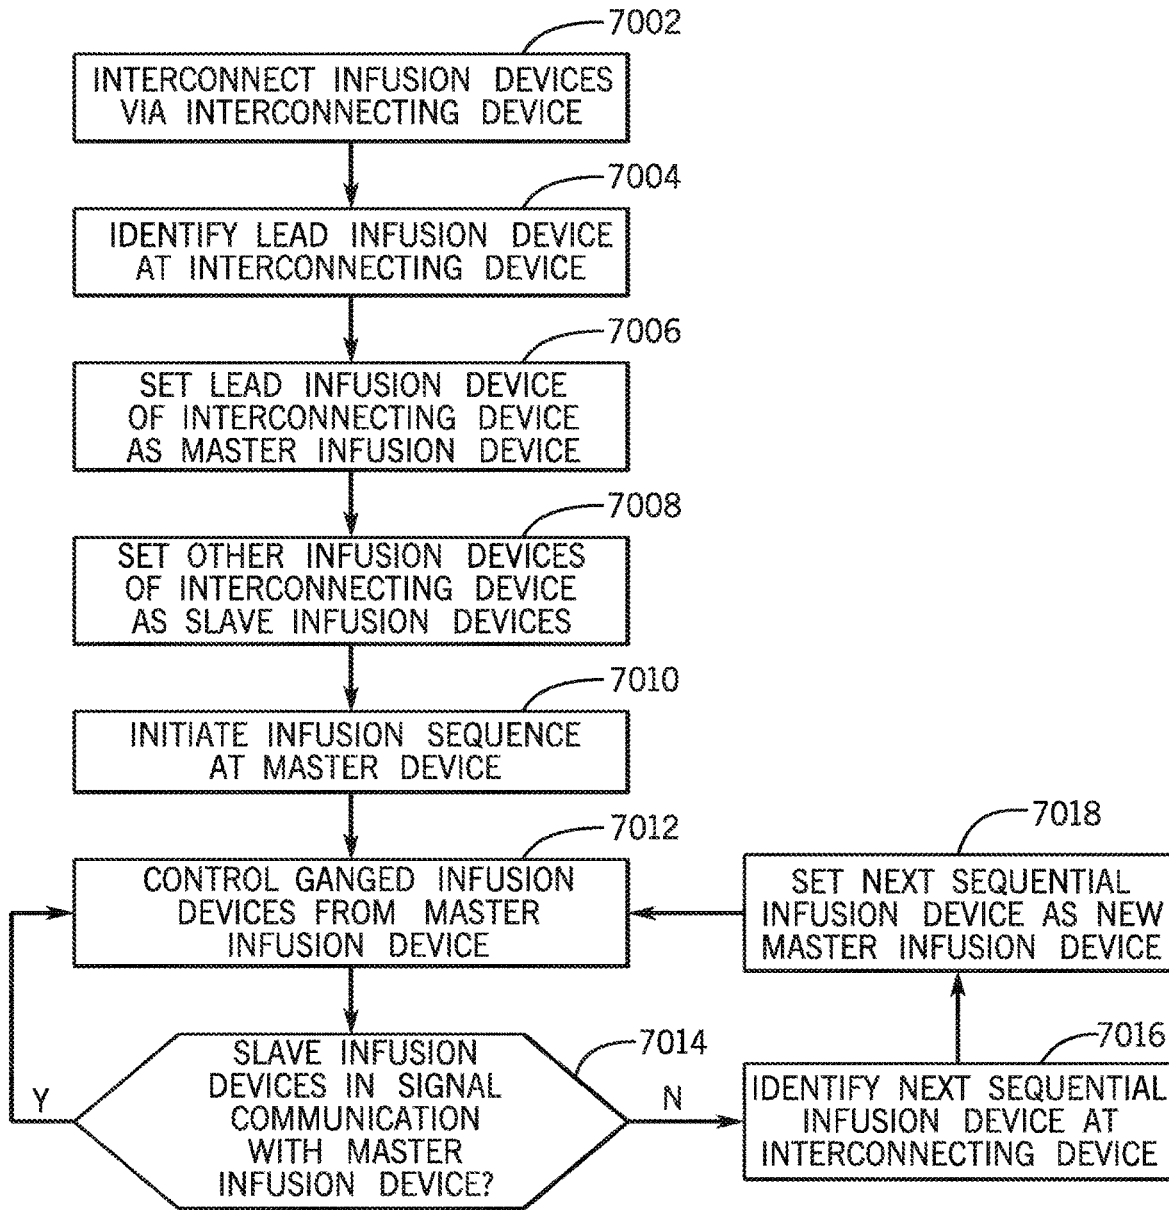 7002
INTERCONNECT INFUSION DEVICES
VIA INTERCONNECTING DEVICE
7004
IDENTIFY LEAD INFUSION DEVICE
AT INTERCONNECTING DEVICE
7006
SET LEAD INFUSION DEVICE
OF INTERCONNECTING DEVICE
AS MASTER INFUSION DEVICE
7008
SET OTHER INFUSION DEVICES
OF INTERCONNECTING DEVICE
AS SLAVE INFUSION DEVICES
7010
INITIATE INFUSION SEQUENCE
AT MASTER DEVICE
7012
CONTROL GANGED INFUSION
DEVICES FROM MASTER
INFUSION DEVICE
7014
SLAVE INFUSION
DEVICES IN SIGNAL
COMMUNICATION
WITH MASTER
INFUSION DEVICE?
Y
N
7016
IDENTIFY NEXT SEQUENTIAL
INFUSION DEVICE AT
INTERCONNECTING DEVICE
7018
SET NEXT SEQUENTIAL
INFUSION DEVICE AS NEW
MASTER INFUSION DEVICE